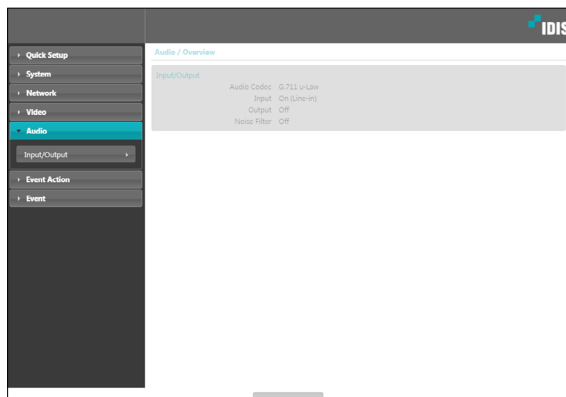 IDIS
Quick Setup
System
Network
Video
Audio
Input/Output
Event Action
Event
Audio / Overview
Input/Output
Audio Codec G.711 u-Law
Input On (Line-in)
Output Off
Noise Filter Off